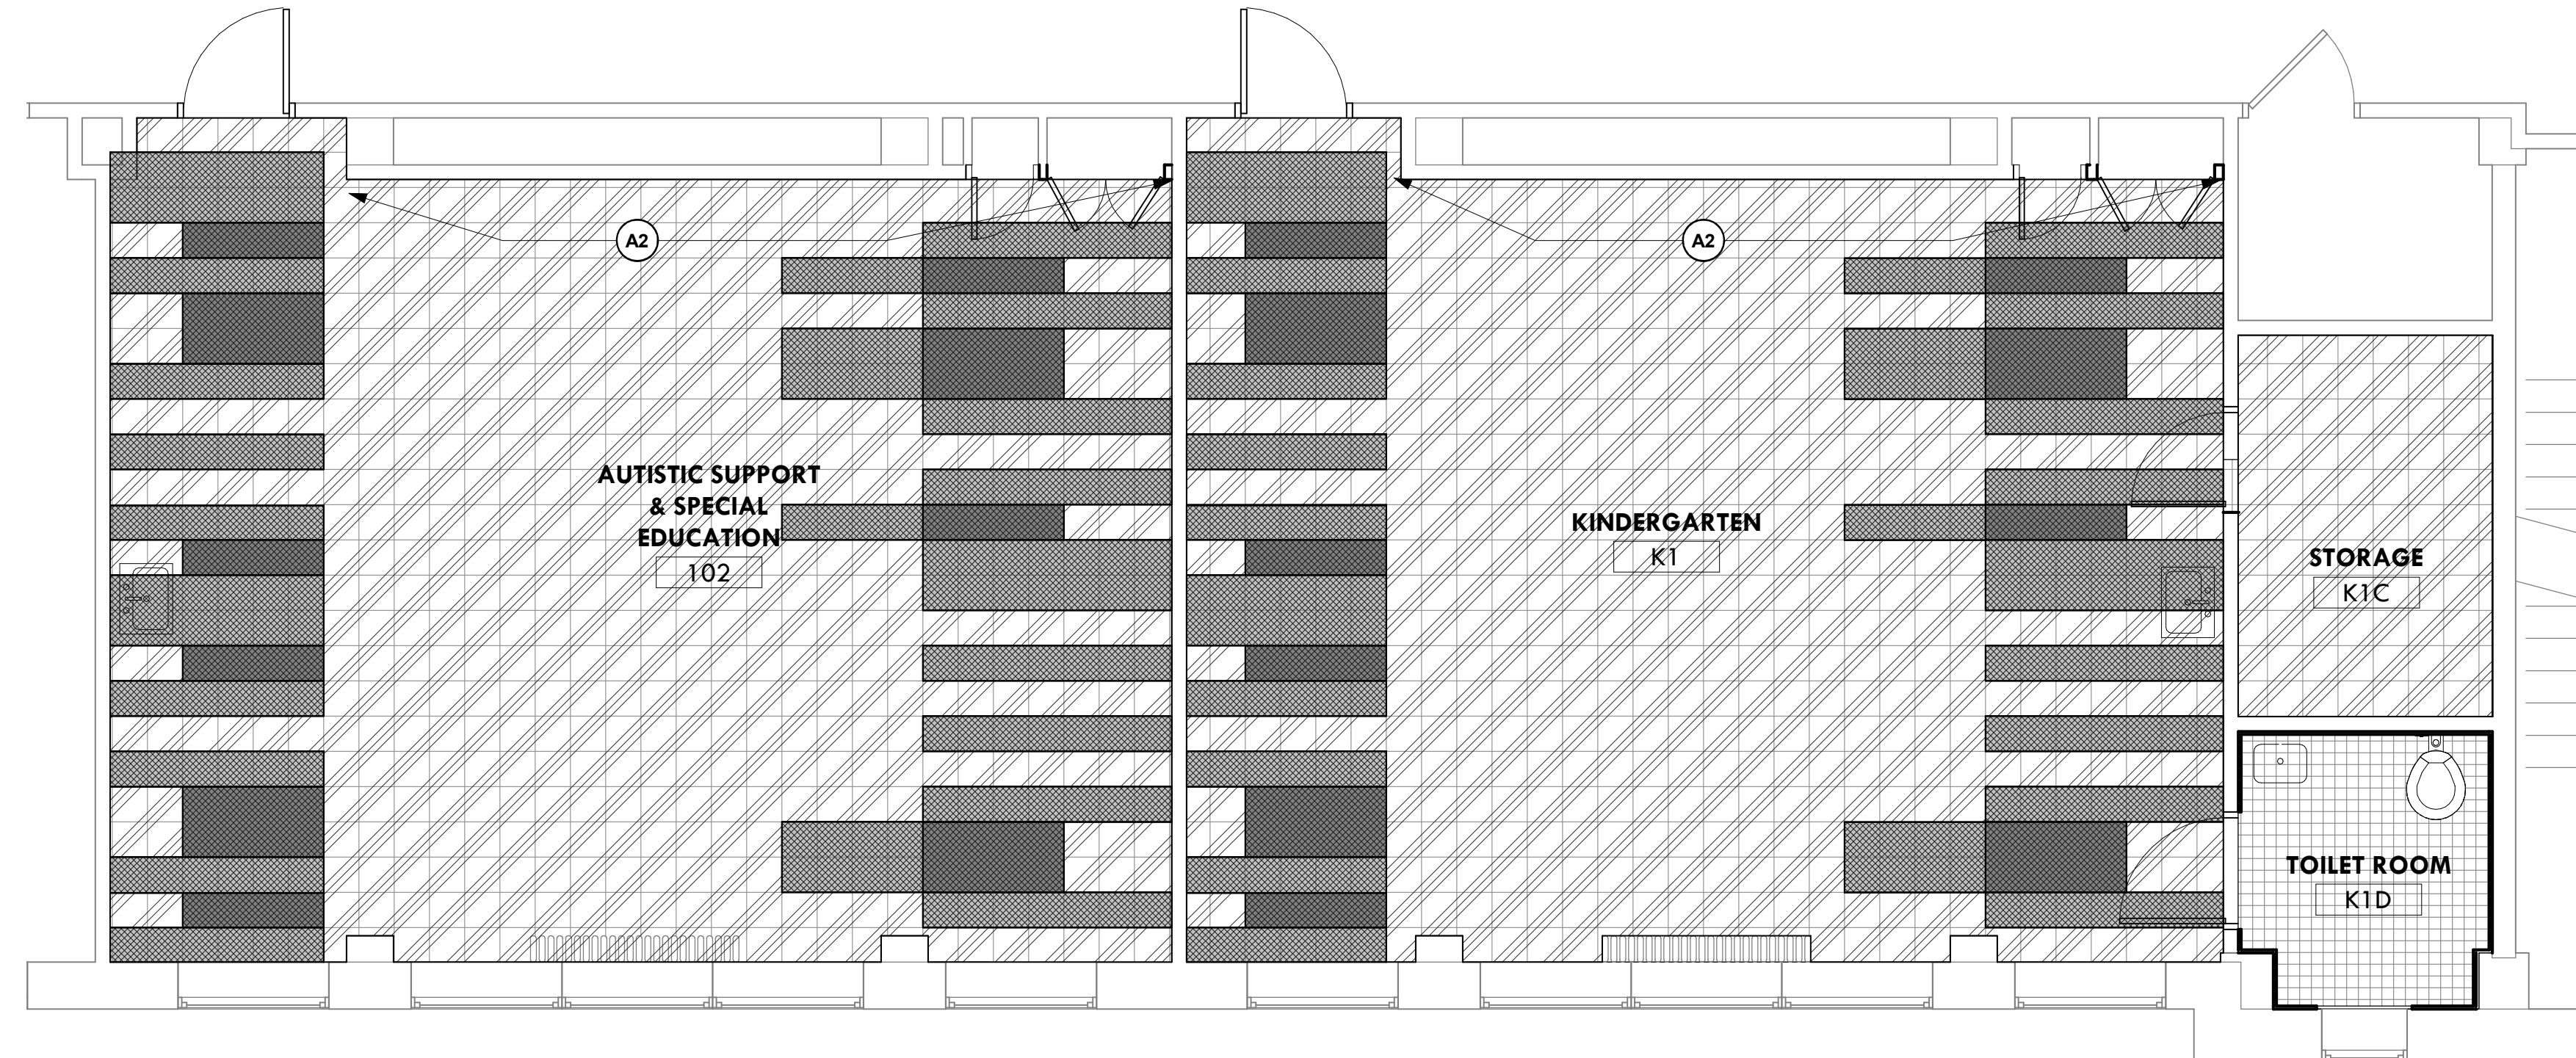 A2
A2
AUTISTIC SUPPORT
& SPECIAL
EDUCATION
102
KINDERGARTEN
K1
STORAGE
K1C
TOILET ROOM
K1D